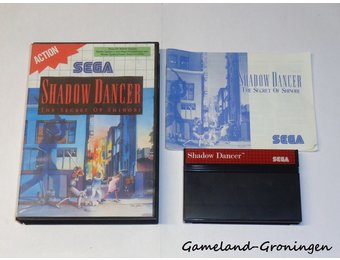 ACTION
SEGA
SHADOW DANCER
THE SECRET OF SHINOBI
SHADOW DANCER
THE SECRET OF SHINOBI
SEGA
Shadow Dancer™
SEGA
Gameland-Groningen